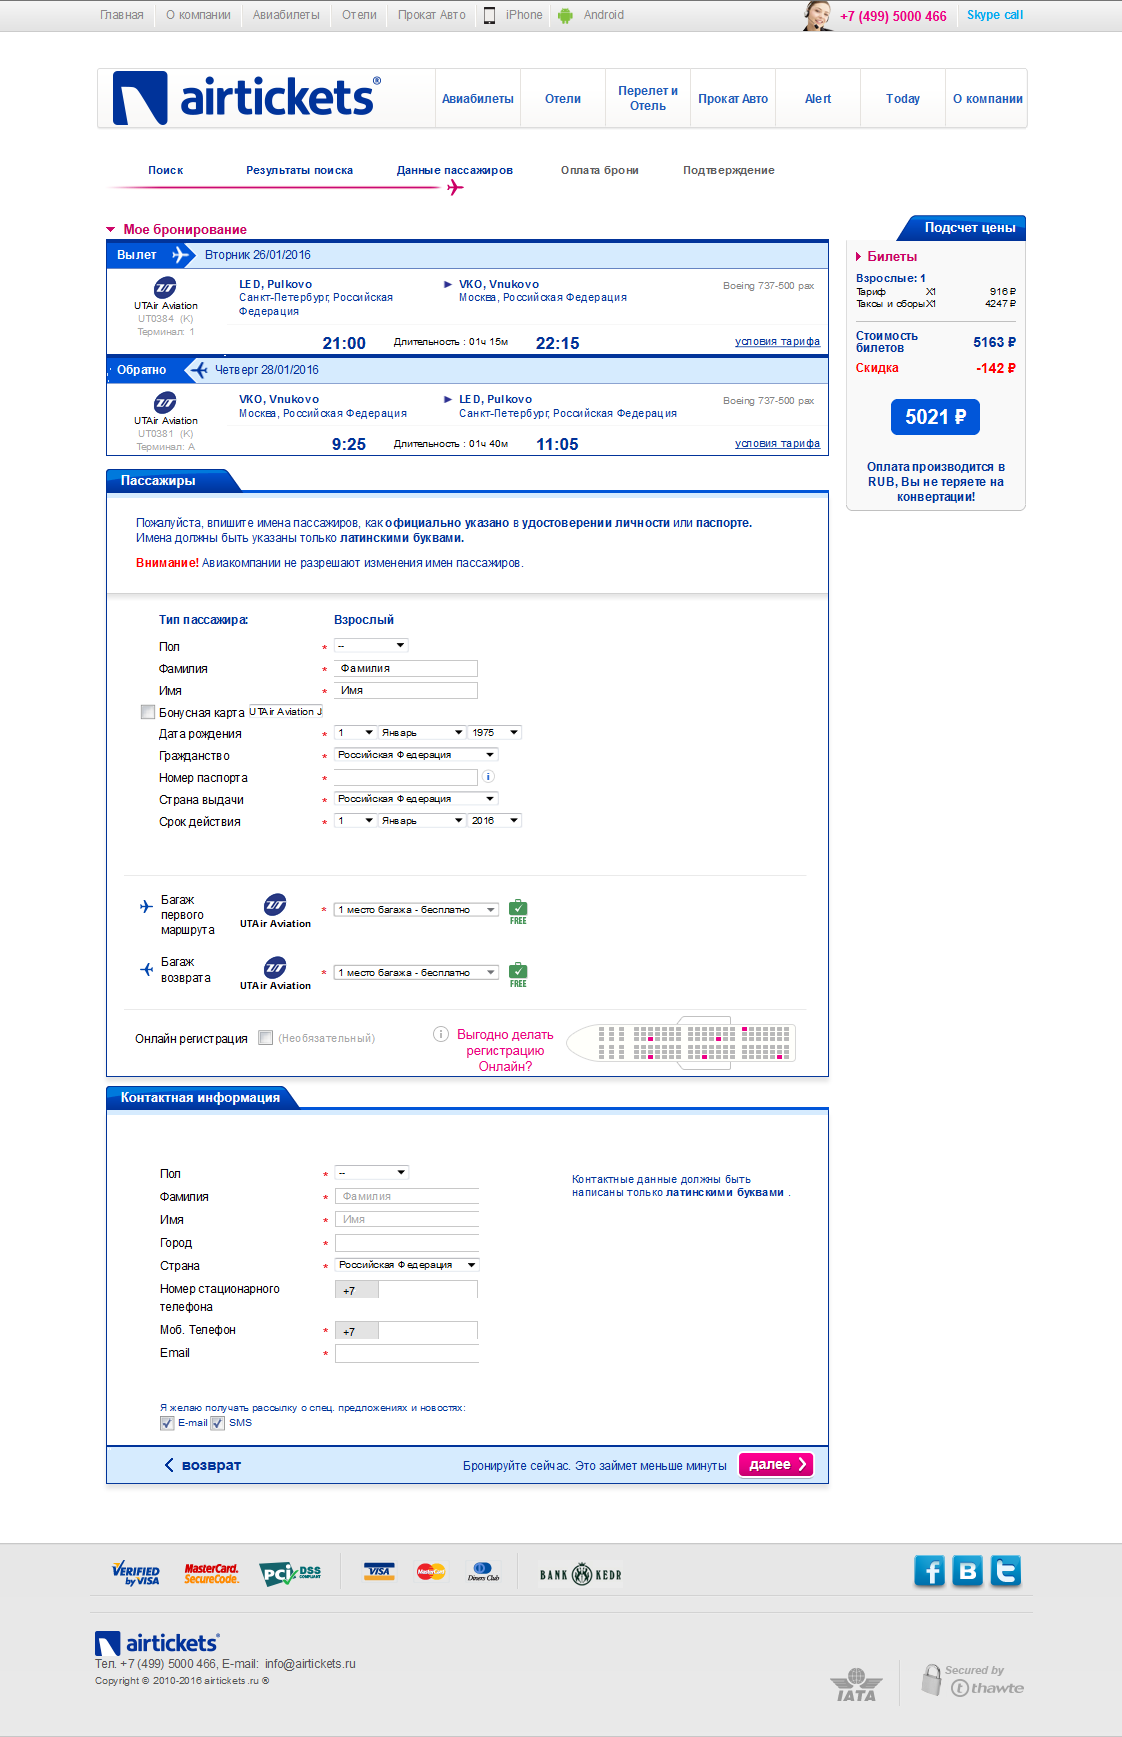 Главная О компании Авиабилеты Отели Прокат Авто iPhone Android +7 (499) 5000 466 Skype call
airtickets®
Авиабилеты Отели Перелет и Отель Прокат Авто Alert Today О компании
Поиск Результаты поиска Данные пассажиров Оплата брони Подтверждение
Мое бронирование
Вылет Вторник 26/01/2016
UTAir Aviation
UT0384 (K)
Терминал: 1
LED, Pulkovo
Санкт-Петербург, Российская
Федерация
VKO, Vnukovo
Москва, Российская Федерация
Boeing 737-500 pax
21:00 Длительность : 01ч 15м 22:15 условия тарифа
Обратно Четверг 28/01/2016
UTAir Aviation
UT0381 (K)
Терминал: A
VKO, Vnukovo
Москва, Российская Федерация
LED, Pulkovo
Санкт-Петербург, Российская Федерация
Boeing 737-500 pax
9:25 Длительность : 01ч 40м 11:05 условия тарифа
Подсчет цены
Билеты
Взрослые: 1
Тариф X1 916 ₽
Таксы и сборы X1 4247 ₽
Стоимость
билетов 5163 ₽
Скидка -142 ₽
5021 ₽
Оплата производится в
RUB, Вы не теряете на
конвертации!
Пассажиры
Пожалуйста, впишите имена пассажиров, как официально указано в удостоверении личности или паспорте.
Имена должны быть указаны только латинскими буквами.
Внимание! Авиакомпании не разрешают изменения имен пассажиров.
Тип пассажира: Взрослый
Пол * --
Фамилия * Фамилия
Имя * Имя
Бонусная карта UTAir Aviation J
Дата рождения * 1 Январь 1975
Гражданство * Российская Федерация
Номер паспорта * i
Страна выдачи * Российская Федерация
Срок действия * 1 Январь 2016
Багаж
первого
маршрута
UTAir Aviation * 1 место багажа - бесплатно FREE
Багаж
возврата
UTAir Aviation * 1 место багажа - бесплатно FREE
Онлайн регистрация (Необязательный)
i Выгодно делать
регистрацию
Онлайн?
Контактная информация
Пол * --
Фамилия * Фамилия
Имя * Имя
Город *
Страна * Российская Федерация
Номер стационарного
телефона +7
Моб. Телефон * +7
Email *
Контактные данные должны быть
написаны только латинскими буквами .
Я желаю получать рассылку о спец. предложениях и новостях:
E-mail SMS
возврат Бронируйте сейчас. Это займет меньше минуты далее
VERIFIED
by VISA
MasterCard.
SecureCode.
PCI DSS
COMPLIANT
VISA MasterCard Diners Club
BANK KEDR
f B t
airtickets®
Тел. +7 (499) 5000 466, E-mail: info@airtickets.ru
Copyright © 2010-2016 airtickets.ru ®
IATA
Secured by
thawte